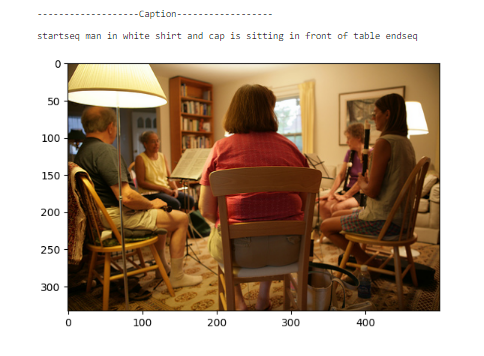 ------------------Caption-----------------
startseq man in white shirt and cap is sitting in front of table endseq
0
50
100
150
200
250
300
0 100 200 300 400